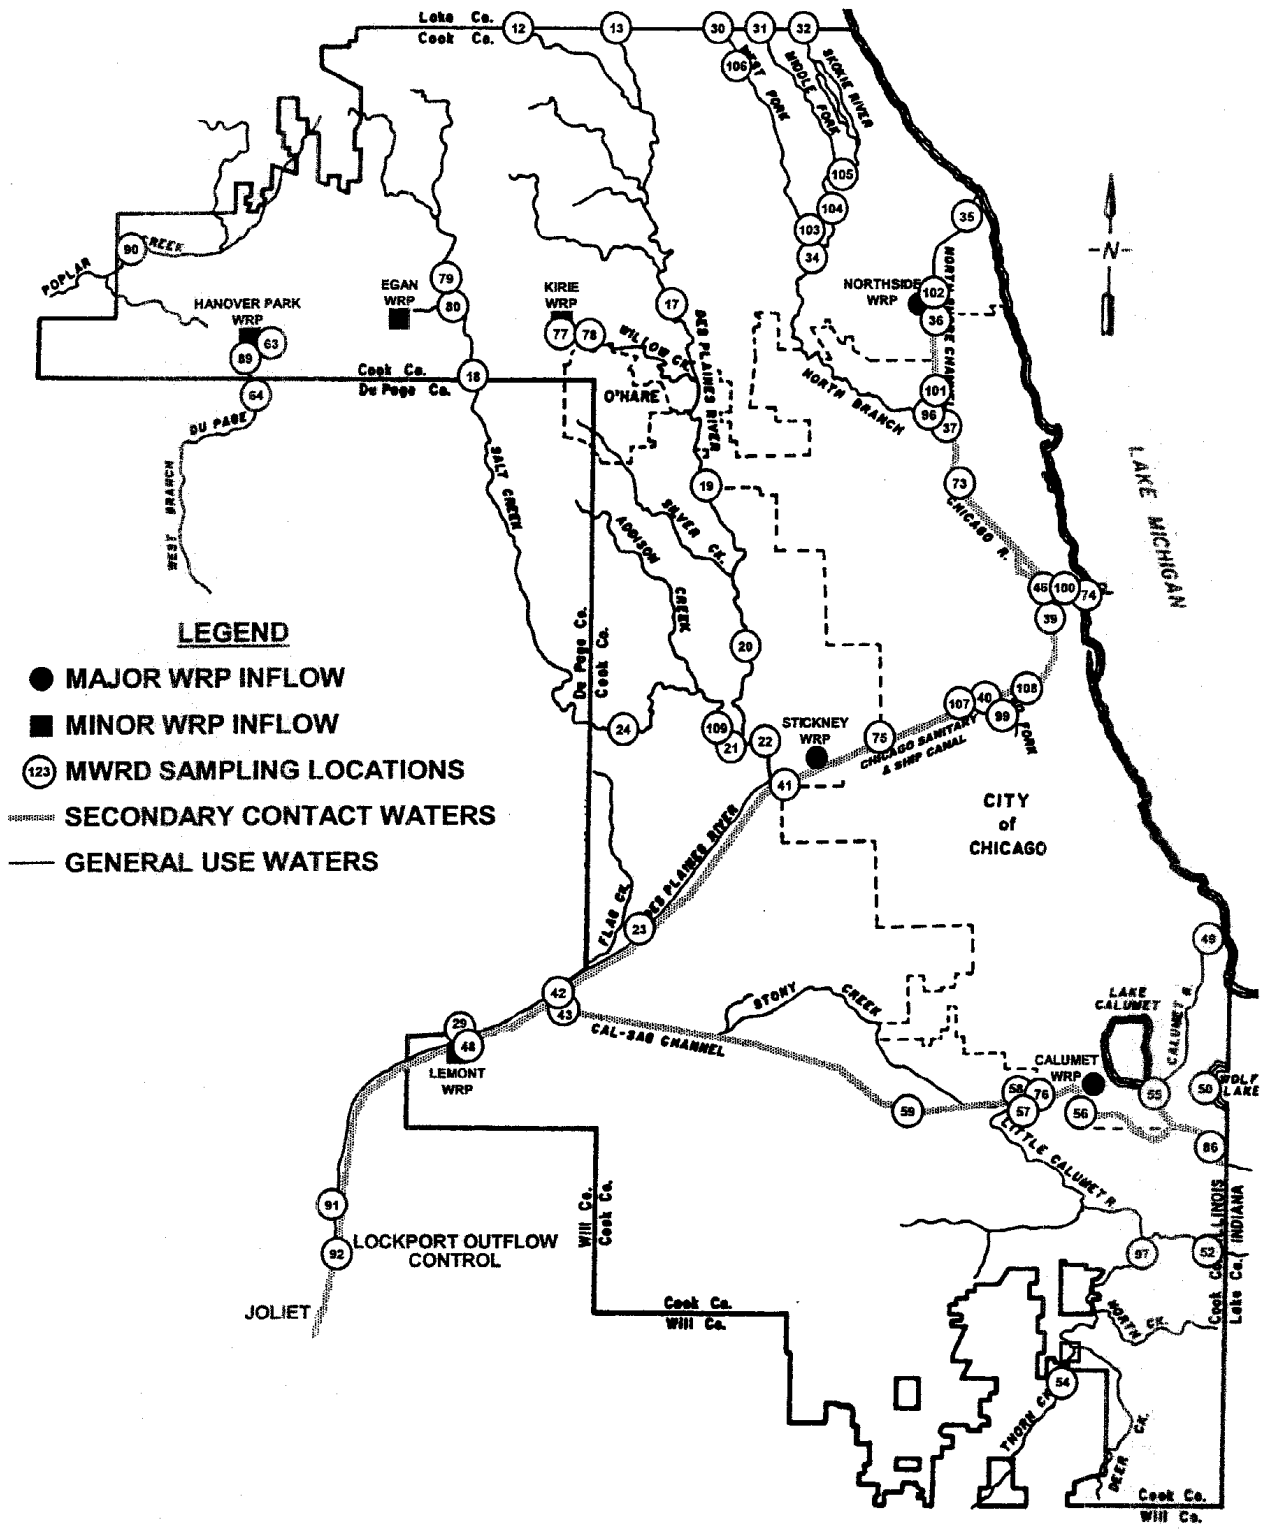 Lake Co.
Cook Co.
12
13
30
31
32
106
WEST FORK
MIDDLE FORK
SKOKIE RIVER
105
104
103
34
35
-N-
90
CREEK
POPLAR
HANOVER PARK
WRP
63
89
64
DU PAGE
WEST BRANCH
EGAN
WRP
79
80
18
Cook Co.
Du Page Co.
KIRIE
WRP
77
78
WILLOW CK.
O'HARE
17
DES PLAINES RIVER
NORTHSIDE
WRP
102
36
NORTH SHORE CHANNEL
101
96
37
NORTH BRANCH
73
CHICAGO R.
LAKE MICHIGAN
19
SILVER CK.
ADDISON
CREEK
SALT CREEK
46
100
74
39
20
Du Page Co.
Cook Co.
24
109
21
22
STICKNEY
WRP
75
107
40
108
99
FORK
CHICAGO SANITARY
& SHIP CANAL
41
CITY
of
CHICAGO
LEGEND
MAJOR WRP INFLOW
MINOR WRP INFLOW
123 MWRD SAMPLING LOCATIONS
SECONDARY CONTACT WATERS
GENERAL USE WATERS
DES PLAINES RIVER
FLAG CK.
23
42
43
29
48
LEMONT
WRP
CAL-SAG CHANNEL
STONY
CREEK
49
LAKE
CALUMET
CALUMET R.
CALUMET
WRP
58
76
57
59
56
55
50
WOLF
LAKE
86
LITTLE CALUMET R.
91
92
LOCKPORT OUTFLOW
CONTROL
JOLIET
Will Co.
Cook Co.
97
52
ILLINOIS
INDIANA
Cook Co.
Lake Co.
NORTH CK.
Cook Co.
Will Co.
54
THORN CK.
DEER CK.
Cook Co.
Will Co.